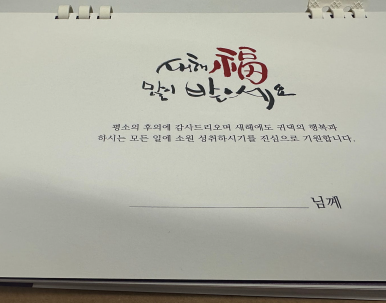 새해 福
많이 받으세요
평소의 후의에 감사드리오며 새해에도 귀댁의 행복과
하시는 모든 일에 소원 성취하시기를 진심으로 기원합니다.
님께